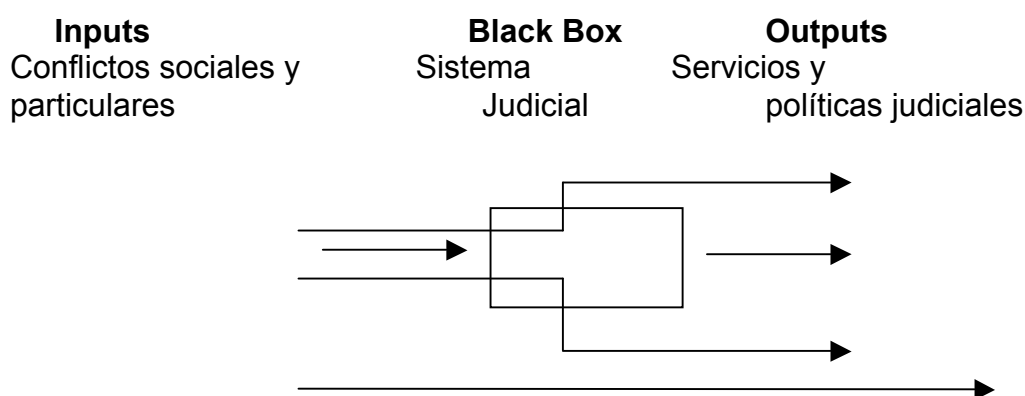 Inputs Black Box Outputs
Conflictos sociales y Sistema Servicios y
particulares Judicial políticas judiciales